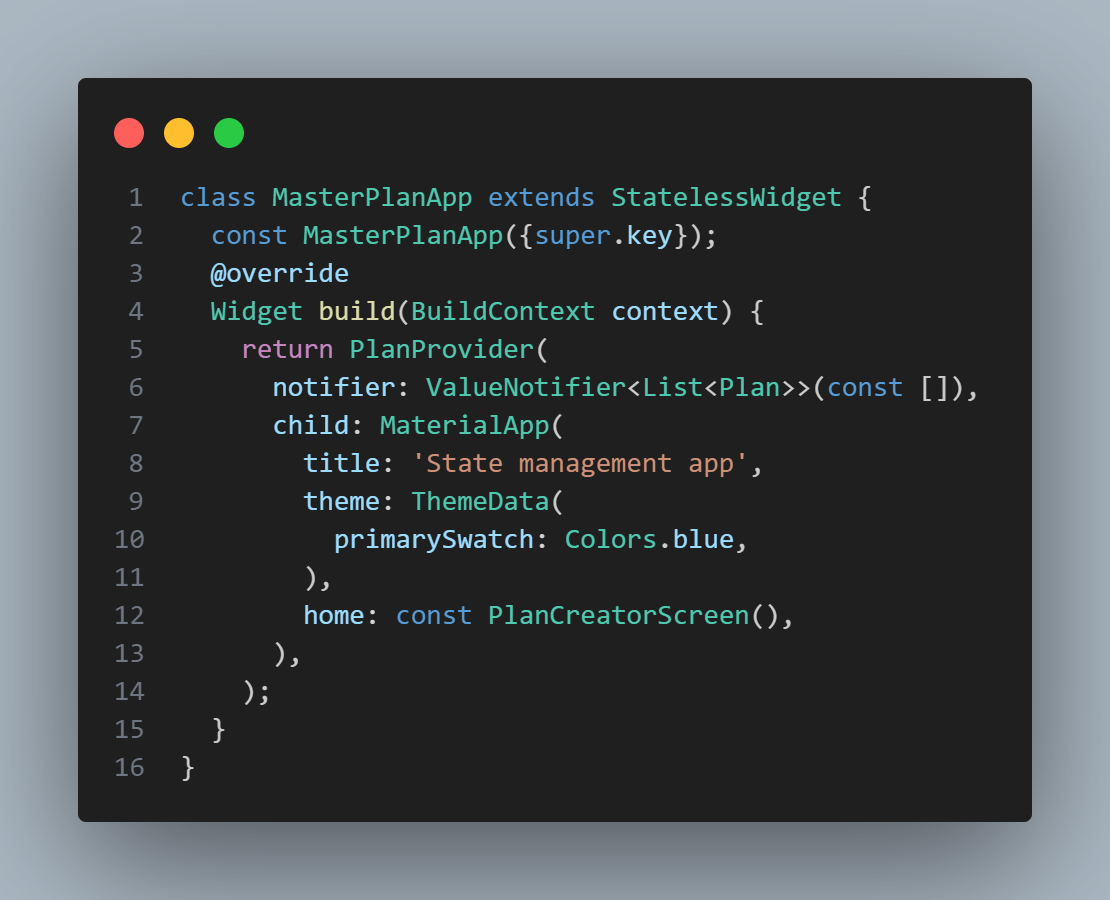 1 class MasterPlanApp extends StatelessWidget {
2   const MasterPlanApp({super.key});
3   @override
4   Widget build(BuildContext context) {
5     return PlanProvider(
6       notifier: ValueNotifier<List<Plan>>(const []),
7       child: MaterialApp(
8         title: 'State management app',
9         theme: ThemeData(
10           primarySwatch: Colors.blue,
11         ),
12         home: const PlanCreatorScreen(),
13       ),
14     );
15   }
16 }